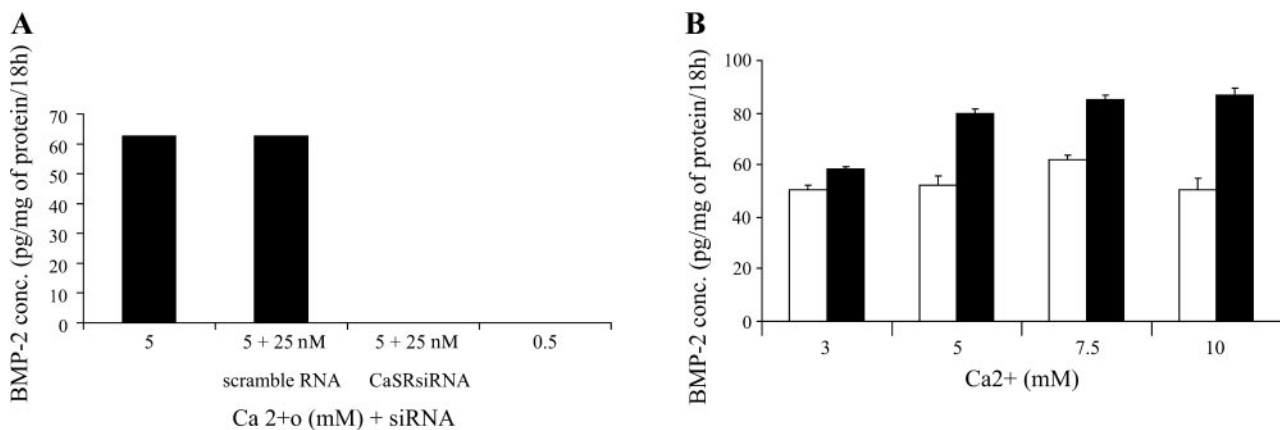 A
BMP-2 conc. (pg/mg of protein/18h)
70
60
50
40
30
20
10
0
5
5 + 25 nM
5 + 25 nM
0.5
scramble RNA
CaSRsiRNA
Ca 2+o (mM) + siRNA
B
BMP-2 conc. (pg/mg of protein/18h)
100
80
60
40
20
0
3
5
7.5
10
Ca2+ (mM)